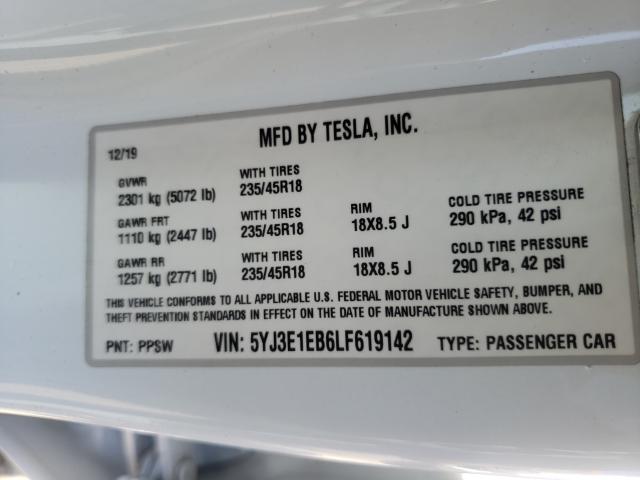 MFD BY TESLA, INC.
12/19
GVWR WITH TIRES
2301 kg (5072 lb) 235/45R18
GAWR FRT WITH TIRES RIM COLD TIRE PRESSURE
1110 kg (2447 lb) 235/45R18 18X8.5 J 290 kPa, 42 psi
GAWR RR WITH TIRES RIM COLD TIRE PRESSURE
1257 kg (2771 lb) 235/45R18 18X8.5 J 290 kPa, 42 psi
THIS VEHICLE CONFORMS TO ALL APPLICABLE U.S. FEDERAL MOTOR VEHICLE SAFETY, BUMPER, AND
THEFT PREVENTION STANDARDS IN EFFECT ON THE DATE OF MANUFACTURE SHOWN ABOVE.
PNT: PPSW VIN: 5YJ3E1EB6LF619142 TYPE: PASSENGER CAR